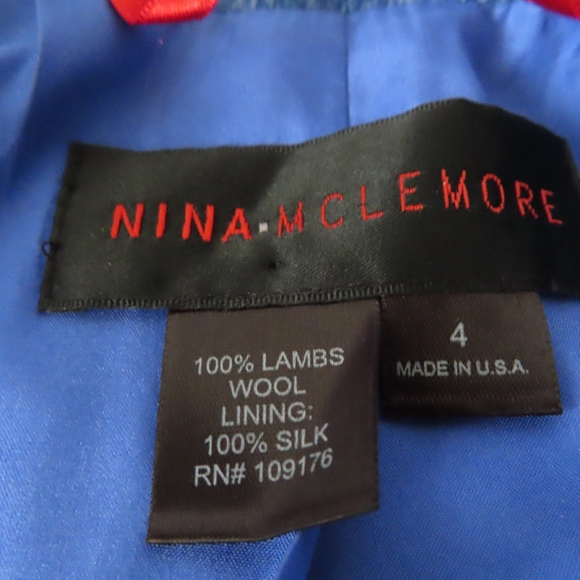 NINA·MCLEMORE
100% LAMBS
WOOL
LINING:
100% SILK
RN# 109176
4
MADE IN U.S.A.